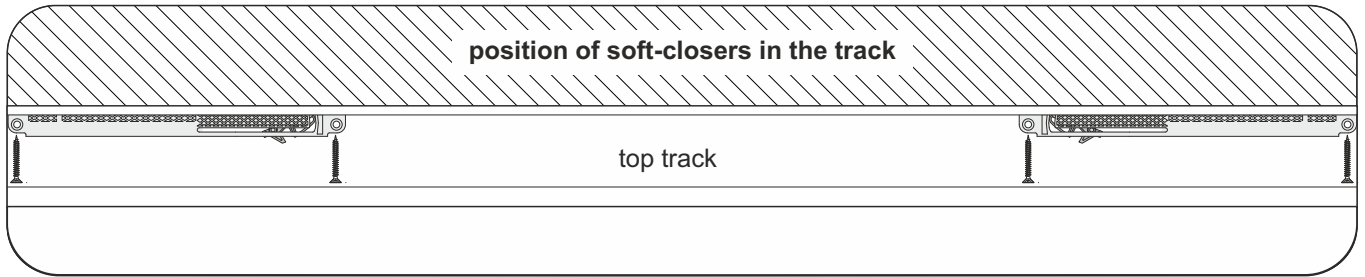 position of soft-closers in the track
top track